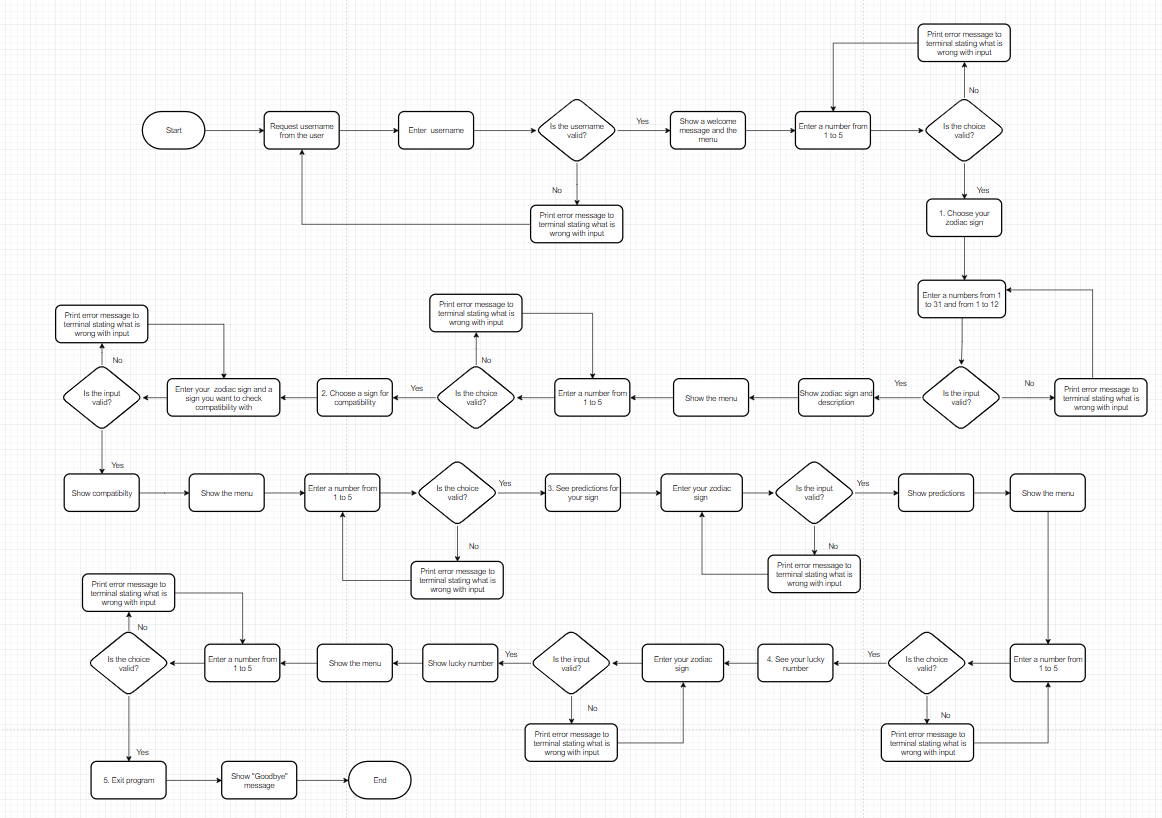 Print error message to
terminal stating what is
wrong with input
No
Start
Request username
from the user
Enter  username
Is the username
valid?
Yes
Show a welcome
message and the
menu
Enter a number from
1 to 5
Is the choice
valid?
No
Print error message to
terminal stating what is
wrong with input
Yes
1. Choose your
zodiac sign
Enter a numbers from 1
to 31 and from 1 to 12
Is the input
valid?
No
Print error message to
terminal stating what is
wrong with input
Yes
Show zodiac sign and
description
Show the menu
Enter a number from
1 to 5
Is the choice
valid?
No
Print error message to
terminal stating what is
wrong with input
Yes
2. Choose a sign for
compatibility
Enter your  zodiac sign and a
sign you want to check
compatibility with
Is the input
valid?
No
Print error message to
terminal stating what is
wrong with input
Yes
Show compatibilty
Show the menu
Enter a number from
1 to 5
Is the choice
valid?
No
Print error message to
terminal stating what is
wrong with input
Yes
3. See predictions for
your sign
Enter your zodiac
sign
Is the input
valid?
No
Print error message to
terminal stating what is
wrong with input
Yes
Show predictions
Show the menu
Enter a number from
1 to 5
Is the choice
valid?
No
Print error message to
terminal stating what is
wrong with input
Yes
4. See your lucky
number
Enter your zodiac
sign
Is the input
valid?
No
Print error message to
terminal stating what is
wrong with input
Yes
Show lucky number
Show the menu
Enter a number from
1 to 5
Is the choice
valid?
No
Print error message to
terminal stating what is
wrong with input
Yes
5. Exit program
Show "Goodbye"
message
End